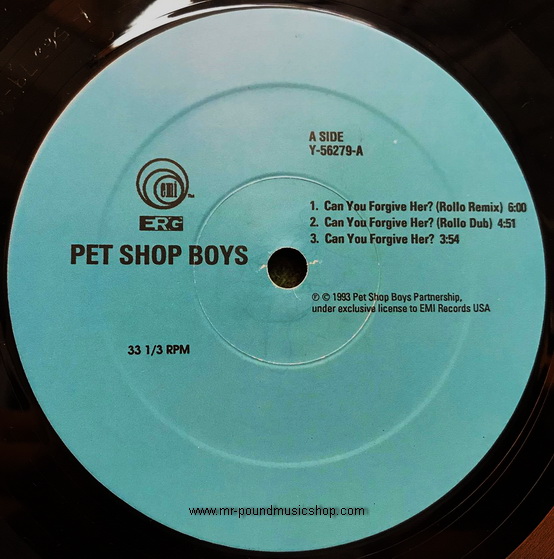 A SIDE
Y-56279-A
emi
TM
ERG
PET SHOP BOYS
1. Can You Forgive Her? (Rollo Remix) 6:00
2. Can You Forgive Her? (Rollo Dub) 4:51
3. Can You Forgive Her? 3:54
℗ © 1993 Pet Shop Boys Partnership,
under exclusive license to EMI Records USA
33 1/3 RPM
www.mr-poundmusicshop.com